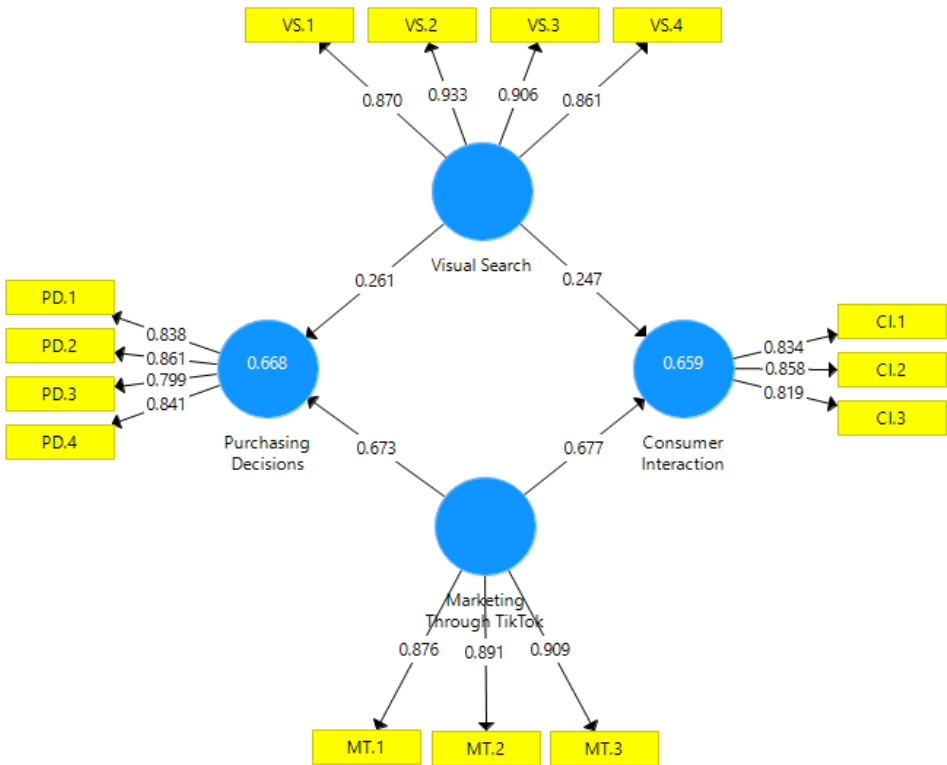 VS.1 VS.2 VS.3 VS.4
0.870 0.933 0.906 0.861
Visual Search
0.261 0.247
PD.1
PD.2
PD.3
PD.4
0.838
0.861
0.799
0.841
0.668
Purchasing
Decisions
0.659
Consumer
Interaction
0.834
0.858
0.819
CI.1
CI.2
CI.3
0.673 0.677
Marketing
Through TikTok
0.876 0.891 0.909
MT.1 MT.2 MT.3